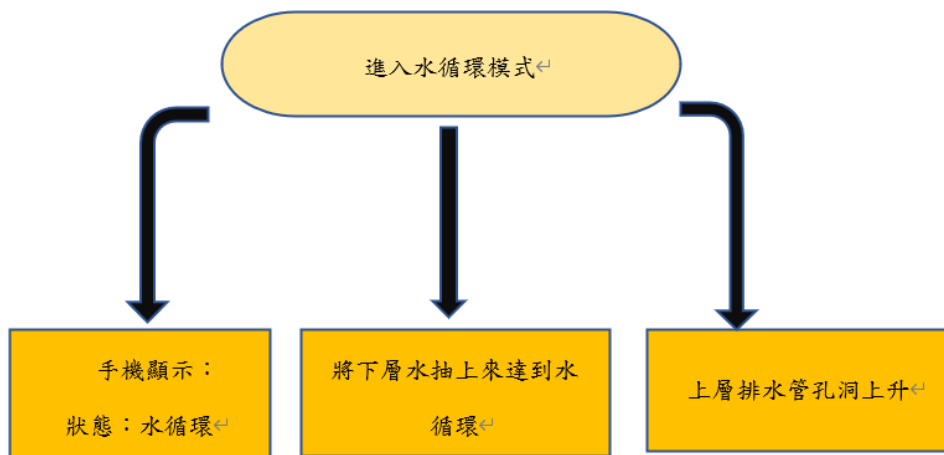 進入水循環模式
手機顯示：
狀態：水循環
將下層水抽上來達到水
循環
上層排水管孔洞上升